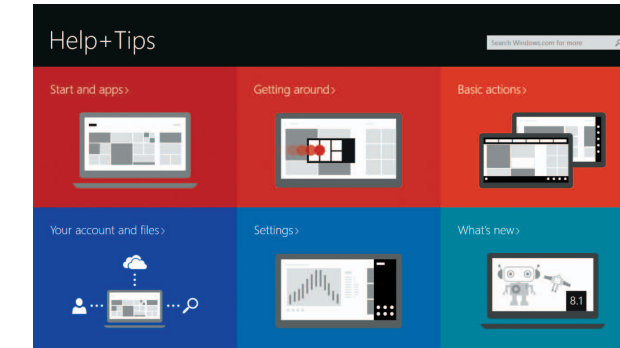 Help+Tips
Search Windows.com for more
Start and apps>
Getting around>
Basic actions>
Your account and files>
Settings>
What's new>
8.1